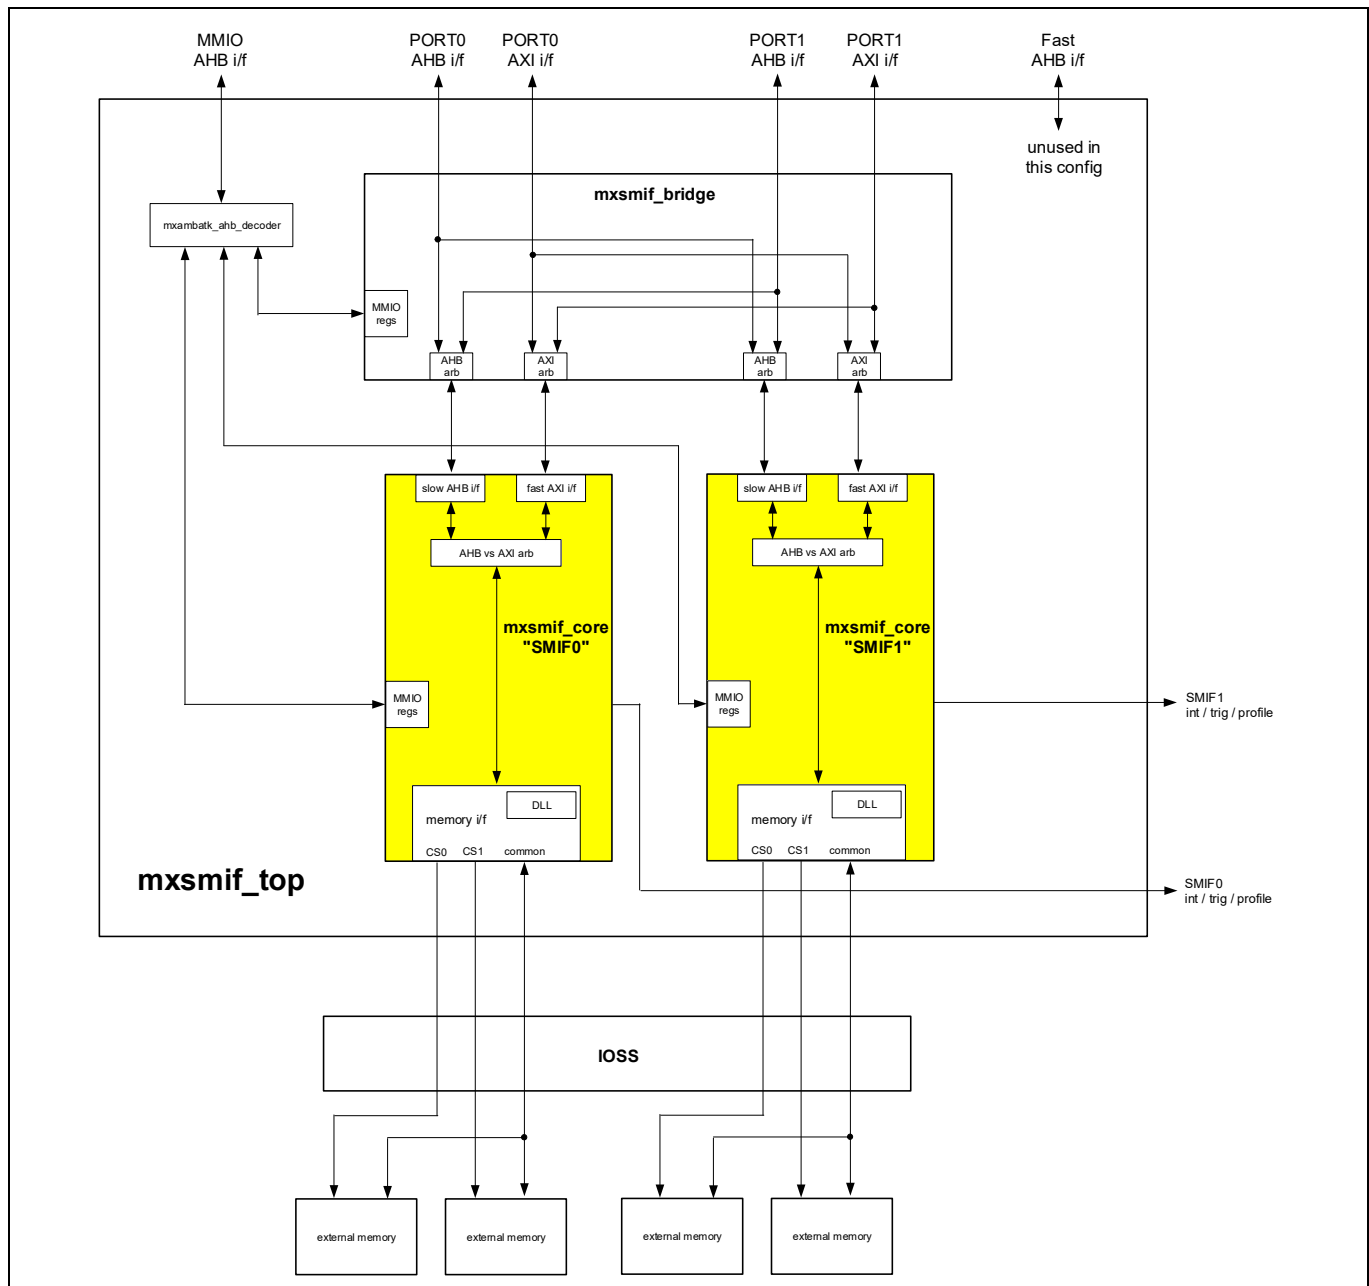 MMIO
AHB i/f
PORT0
AHB i/f
PORT0
AXI i/f
PORT1
AHB i/f
PORT1
AXI i/f
Fast
AHB i/f
unused in
this config
mxsmif_bridge
mxambatk_ahb_decoder
MMIO
regs
AHB
arb
AXI
arb
AHB
arb
AXI
arb
slow AHB i/f
fast AXI i/f
slow AHB i/f
fast AXI i/f
AHB vs AXI arb
AHB vs AXI arb
mxsmif_core
"SMIF0"
mxsmif_core
"SMIF1"
MMIO
regs
MMIO
regs
SMIF1
int / trig / profile
DLL
memory i/f
CS0
CS1
common
DLL
memory i/f
CS0
CS1
common
mxsmif_top
SMIF0
int / trig / profile
IOSS
external memory
external memory
external memory
external memory